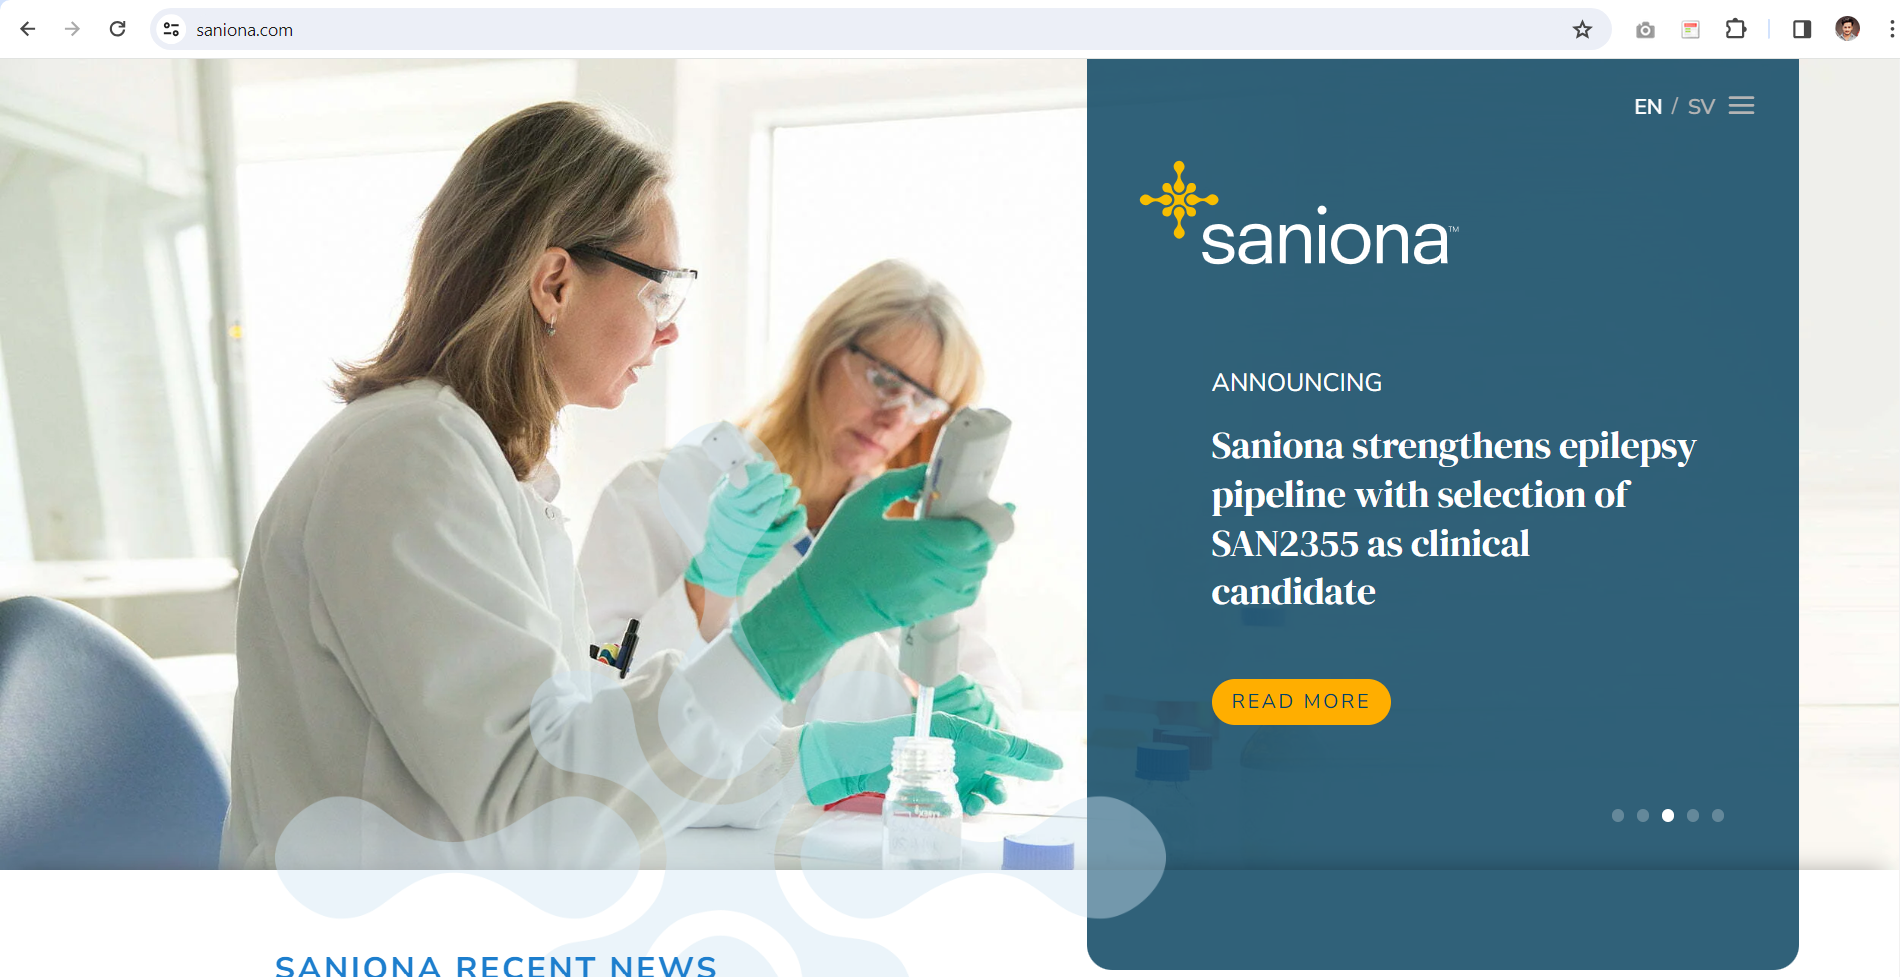 saniona.com
EN / SV
saniona™
ANNOUNCING
Saniona strengthens epilepsy
pipeline with selection of
SAN2355 as clinical
candidate
READ MORE
SANIONA RECENT NEWS